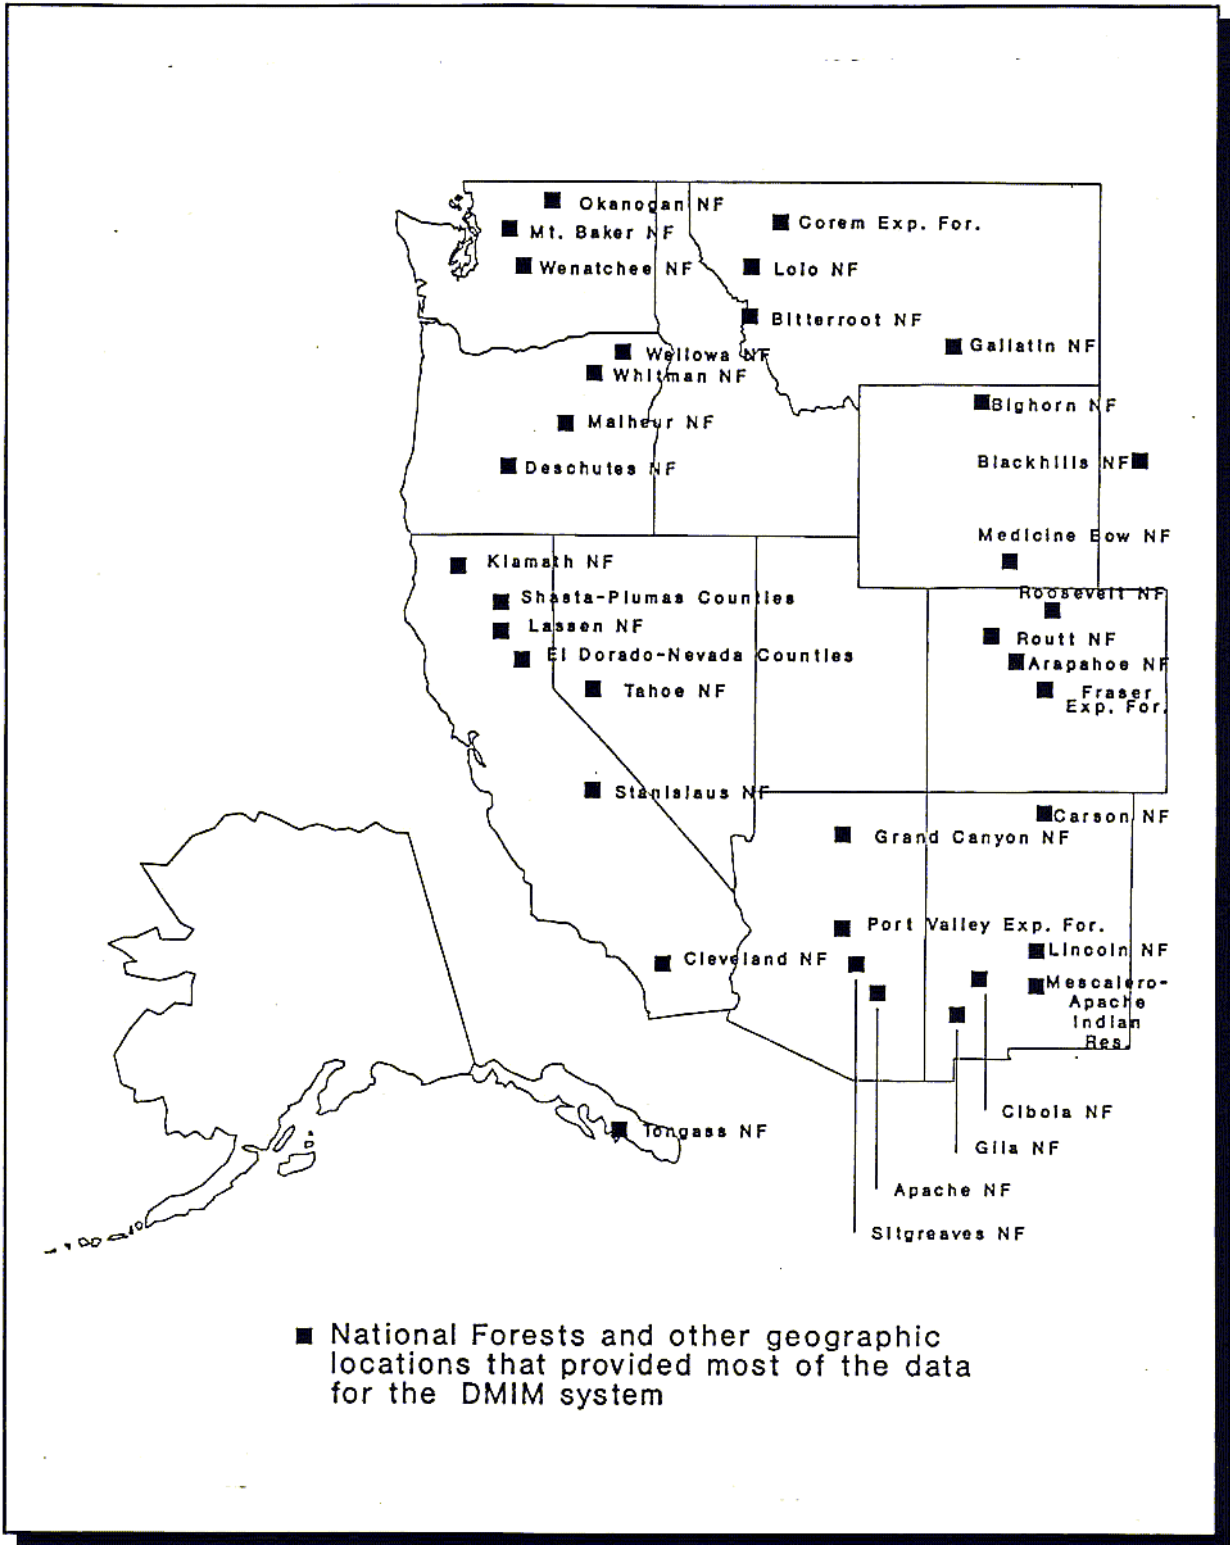 Okanogan NF
Corem Exp. For.
Mt. Baker NF
Wenatchee NF
Lolo NF
Bitterroot NF
Gallatin NF
Wellowa NF
Whitman NF
Bighorn NF
Malheur NF
Blackhills NF
Deschutes NF
Medicine Bow NF
Klamath NF
Roosevelt NF
Shasta-Plumas Counties
Lassen NF
Routt NF
El Dorado-Nevada Counties
Arapahoe NF
Tahoe NF
Fraser
Exp. For.
Stanislaus NF
Carson NF
Grand Canyon NF
Port Valley Exp. For.
Lincoln NF
Cleveland NF
Mescalero-
Apache
Indian
Res.
Cibola NF
Tongass NF
Gila NF
Apache NF
Sitgreaves NF
National Forests and other geographic
locations that provided most of the data
for the DMIM system